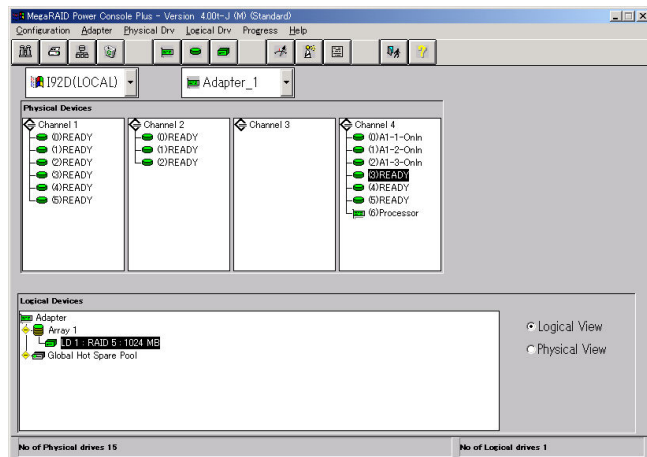 MegaRAID Power Console Plus - Version 4.00t-J (M) (Standard)
Configuration Adapter Physical Drv Logical Drv Progress Help
I92D(LOCAL)
Adapter_1
Physical Devices
Channel 1
(0)READY
(1)READY
(2)READY
(3)READY
(4)READY
(5)READY
Channel 2
(0)READY
(1)READY
(2)READY
Channel 3
Channel 4
(0)A1-1-Onln
(1)A1-2-Onln
(2)A1-3-Onln
(3)READY
(4)READY
(5)READY
(6)Processor
Logical Devices
Adapter
Array 1
LD 1 : RAID 5 : 1024 MB
Global Hot Spare Pool
Logical View
Physical View
No of Physical drives 15
No of Logical drives 1